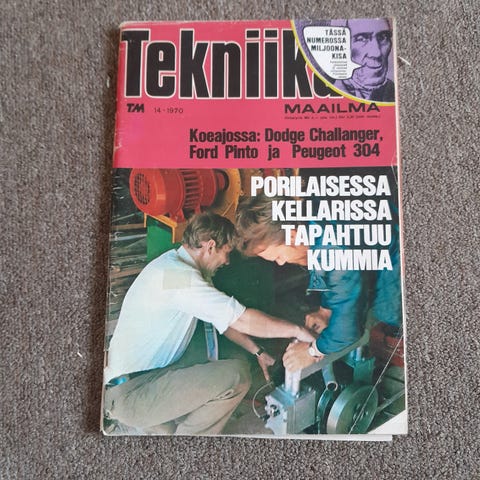 Tekniikan
MAAILMA
TÄSSÄ
NUMEROSSA
MILJOONA-
KISA
TM 14-1970
Koeajossa: Dodge Challanger,
Ford Pinto ja Peugeot 304
PORILAISESSA
KELLARISSA
TAPAHTUU
KUMMIA